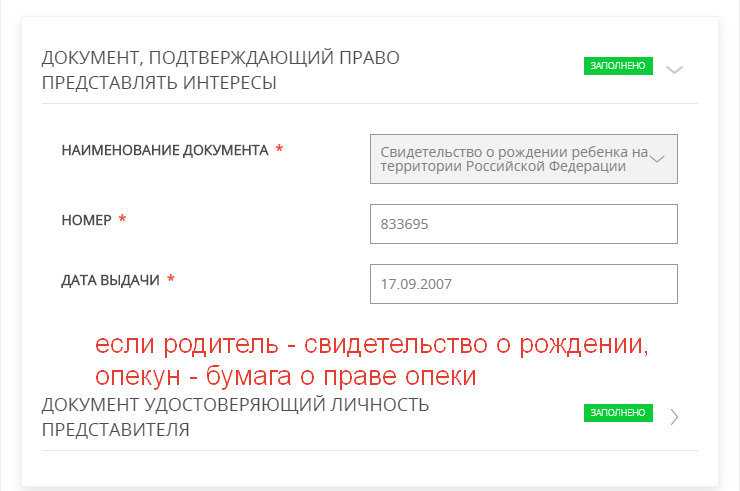 ДОКУМЕНТ, ПОДТВЕРЖДАЮЩИЙ ПРАВО
ПРЕДСТАВЛЯТЬ ИНТЕРЕСЫ
ЗАПОЛНЕНО
НАИМЕНОВАНИЕ ДОКУМЕНТА *
Свидетельство о рождении ребенка на
территории Российской Федерации
НОМЕР *
833695
ДАТА ВЫДАЧИ *
17.09.2007
если родитель - свидетельство о рождении,
опекун - бумага о праве опеки
ДОКУМЕНТ УДОСТОВЕРЯЮЩИЙ ЛИЧНОСТЬ
ПРЕДСТАВИТЕЛЯ
ЗАПОЛНЕНО